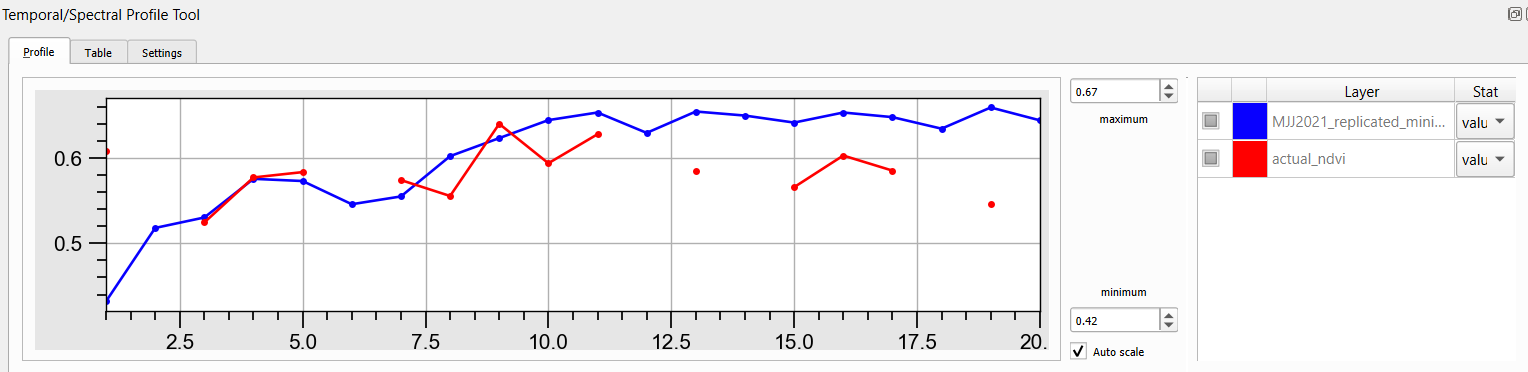 Temporal/Spectral Profile Tool
Profile Table Settings
0.6
0.5
2.5 5.0 7.5 10.0 12.5 15.0 17.5 20.
0.67
maximum
minimum
0.42
Auto scale
Layer Stat
MJJ2021_replicated_mini... valu
actual_ndvi valu